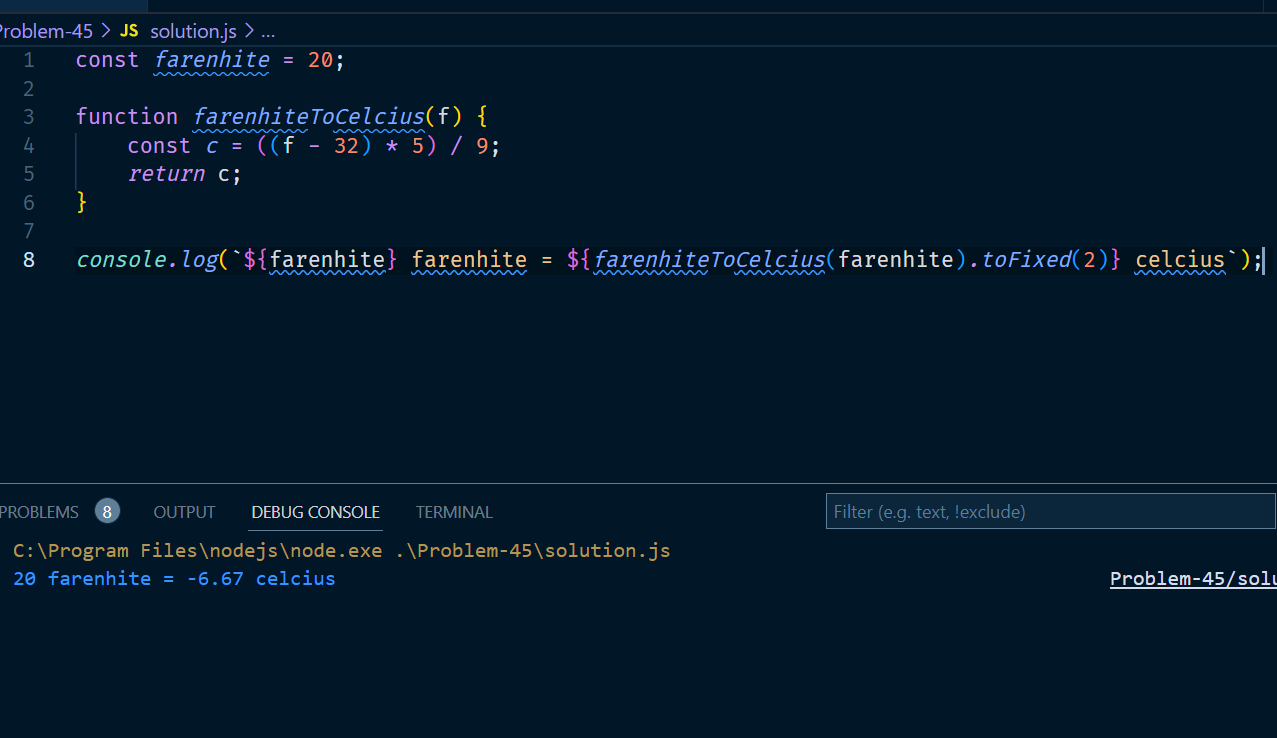 Problem-45 > JS solution.js > ...
1 const farenhite = 20;
2
3 function farenhiteToCelcius(f) {
4     const c = ((f - 32) * 5) / 9;
5     return c;
6 }
7
8 console.log(`${farenhite} farenhite = ${farenhiteToCelcius(farenhite).toFixed(2)} celcius`);
PROBLEMS 8 OUTPUT DEBUG CONSOLE TERMINAL Filter (e.g. text, !exclude)
C:\Program Files\nodejs\node.exe .\Problem-45\solution.js
20 farenhite = -6.67 celcius Problem-45/solu